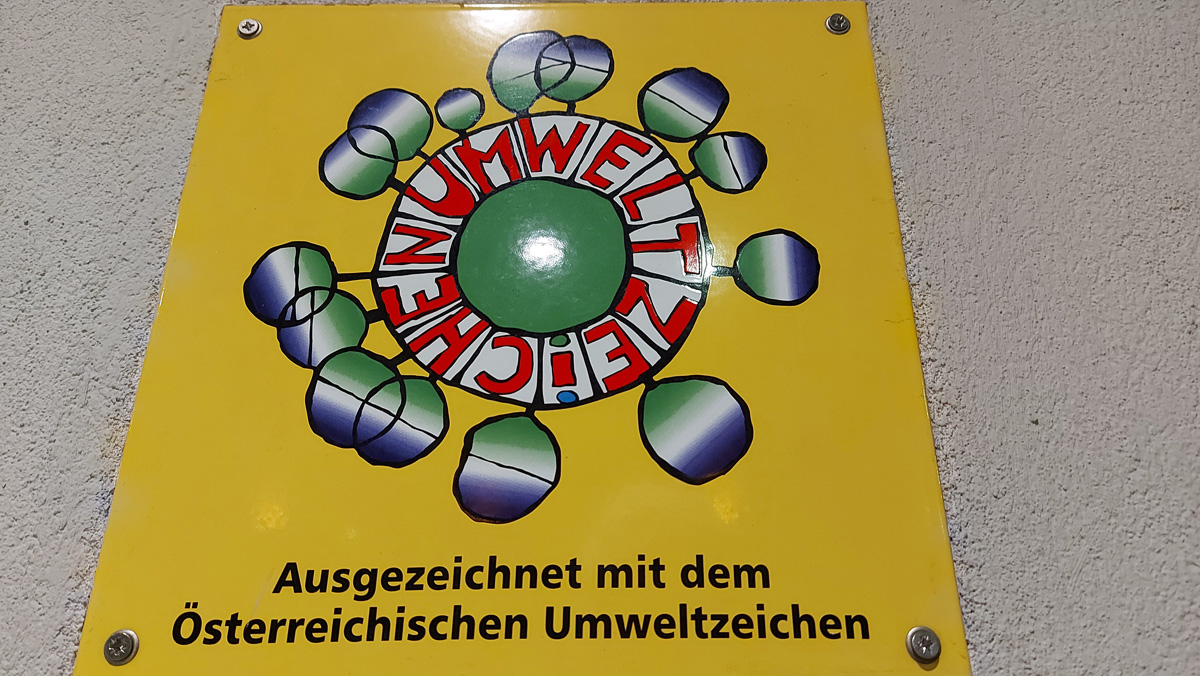 UMWELTZEiCHEN
Ausgezeichnet mit dem
Österreichischen Umweltzeichen